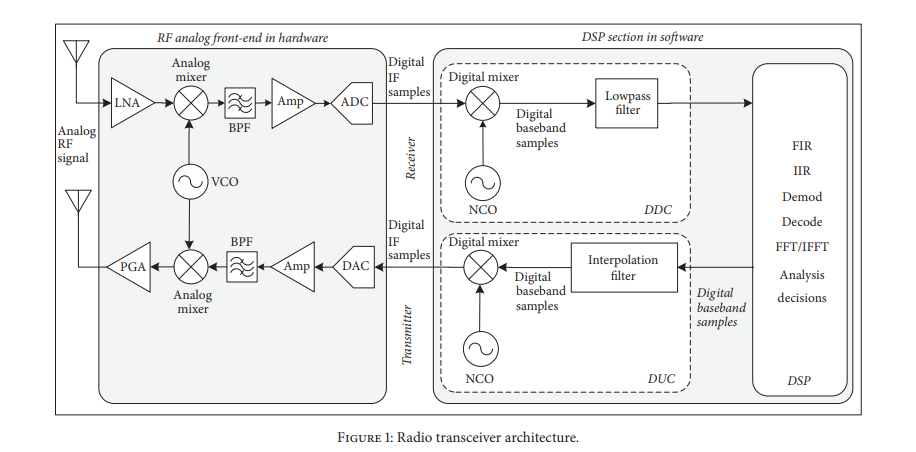 RF analog front-end in hardware
DSP section in software
Analog
mixer
Digital
IF
samples
Digital mixer
LNA
BPF
Amp
ADC
Lowpass
filter
Digital
baseband
samples
Analog
RF
signal
Receiver
VCO
NCO
DDC
FIR
IIR
Demod
Decode
FFT/IFFT
Analysis
decisions
DSP
Digital
IF
samples
Digital mixer
PGA
Analog
mixer
BPF
Amp
DAC
Digital
baseband
samples
Interpolation
filter
Digital
baseband
samples
Transmitter
NCO
DUC
Figure 1: Radio transceiver architecture.